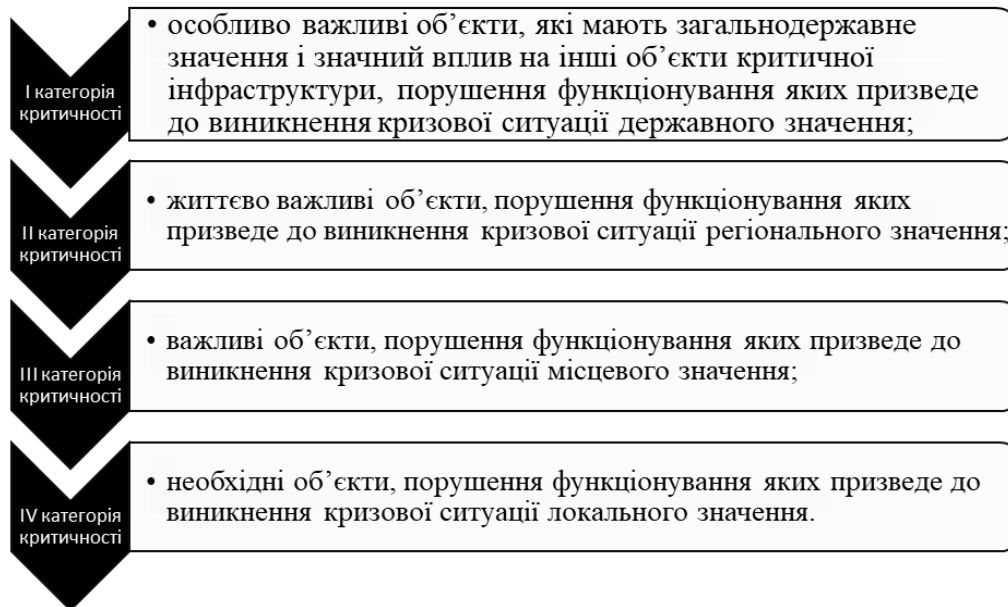 I категорія
критичності
• особливо важливі об’єкти, які мають загальнодержавне
значення і значний вплив на інші об’єкти критичної
інфраструктури, порушення функціонування яких призведе
до виникнення кризової ситуації державного значення;
II категорія
критичності
• життєво важливі об’єкти, порушення функціонування яких
призведе до виникнення кризової ситуації регіонального значення;
III категорія
критичності
• важливі об’єкти, порушення функціонування яких призведе до
виникнення кризової ситуації місцевого значення;
IV категорія
критичності
• необхідні об’єкти, порушення функціонування яких призведе до
виникнення кризової ситуації локального значення.